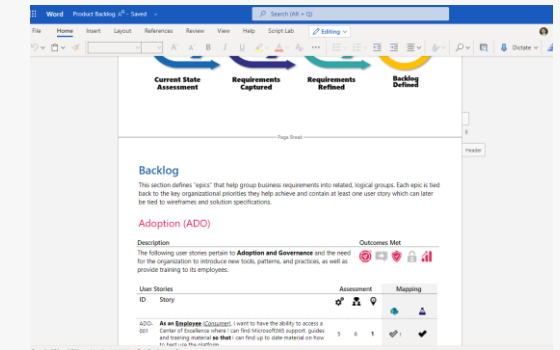 Word Product Backlog - Saved
Search (Alt + Q)
File Home Insert Layout References Review View Help Script Lab Editing
Dictate
Current State Assessment
Requirements Captured
Requirements Refined
Backlog Defined
Page Break
Header
Backlog
This section defines "epics" that help group business requirements into related, logical groups. Each epic is tied
back to the key organizational priorities they help achieve and contain at least one user story which can later
be tied to wireframes and solution specifications.
Adoption (ADO)
Description Outcomes Met
The following user stories pertain to Adoption and Governance and the need
for the organization to introduce new tools, patterns, and practices, as well as
provide training to its employees.
User Stories Assessment Mapping
ID Story
ADO-
001
As an Employee (Consumer), I want to have the ability to access a
Center of Excellence where I can find Microsoft365 support, guides
and training material so that I can find up to date material on how
to best use the platform
5 6 1